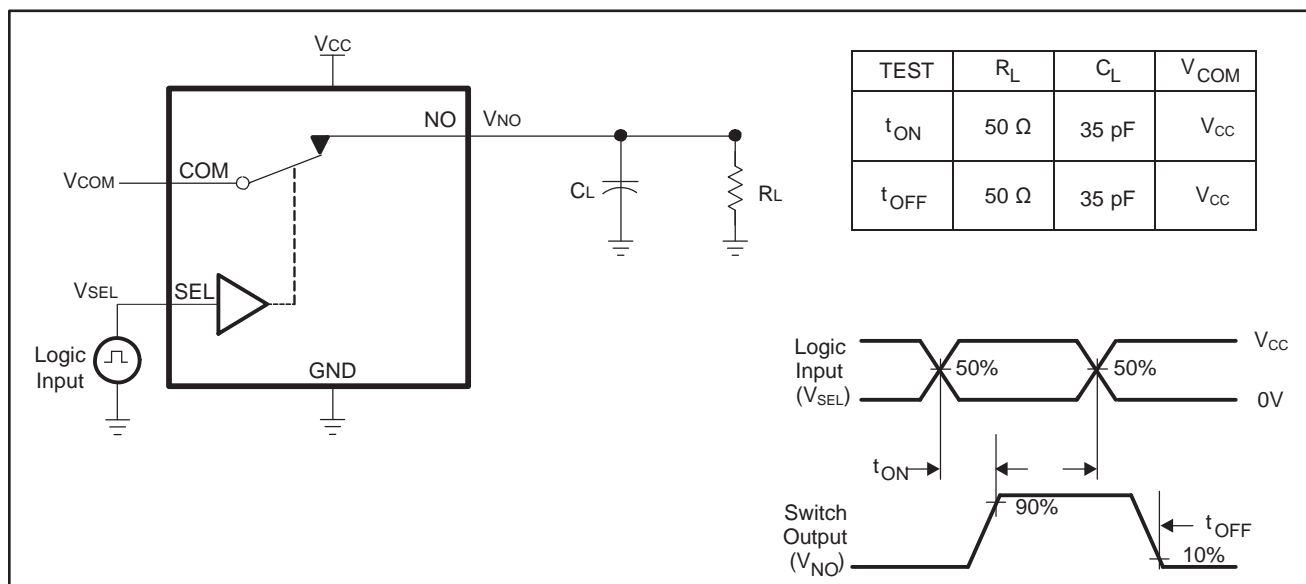 VCC
NO
VNO
VCOM
COM
CL
RL
VSEL
SEL
Logic
Input
GND
TEST RL CL VCOM
tON 50 Ω 35 pF VCC
tOFF 50 Ω 35 pF VCC
Logic
Input
(VSEL)
50%
50%
VCC
0V
tON
Switch
Output
(VNO)
90%
tOFF
10%